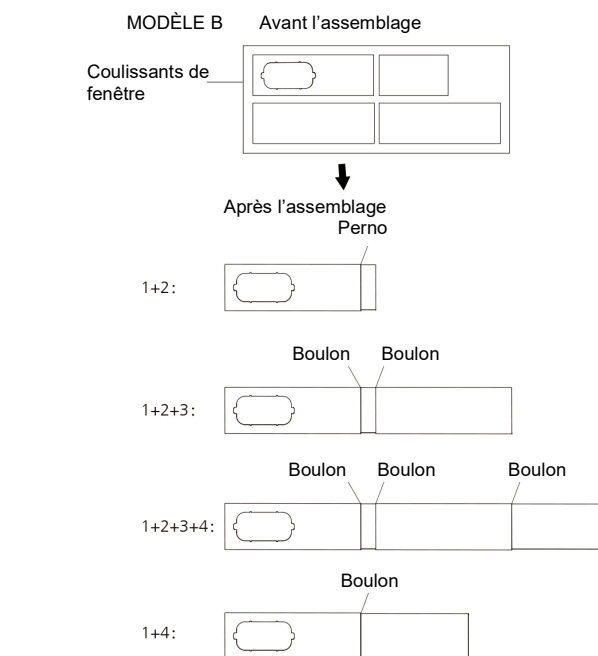 MODÈLE B Avant l’assemblage
Coulissants de
fenêtre
Après l’assemblage
Perno
1+2:
Boulon Boulon
1+2+3:
Boulon Boulon Boulon
1+2+3+4:
Boulon
1+4: